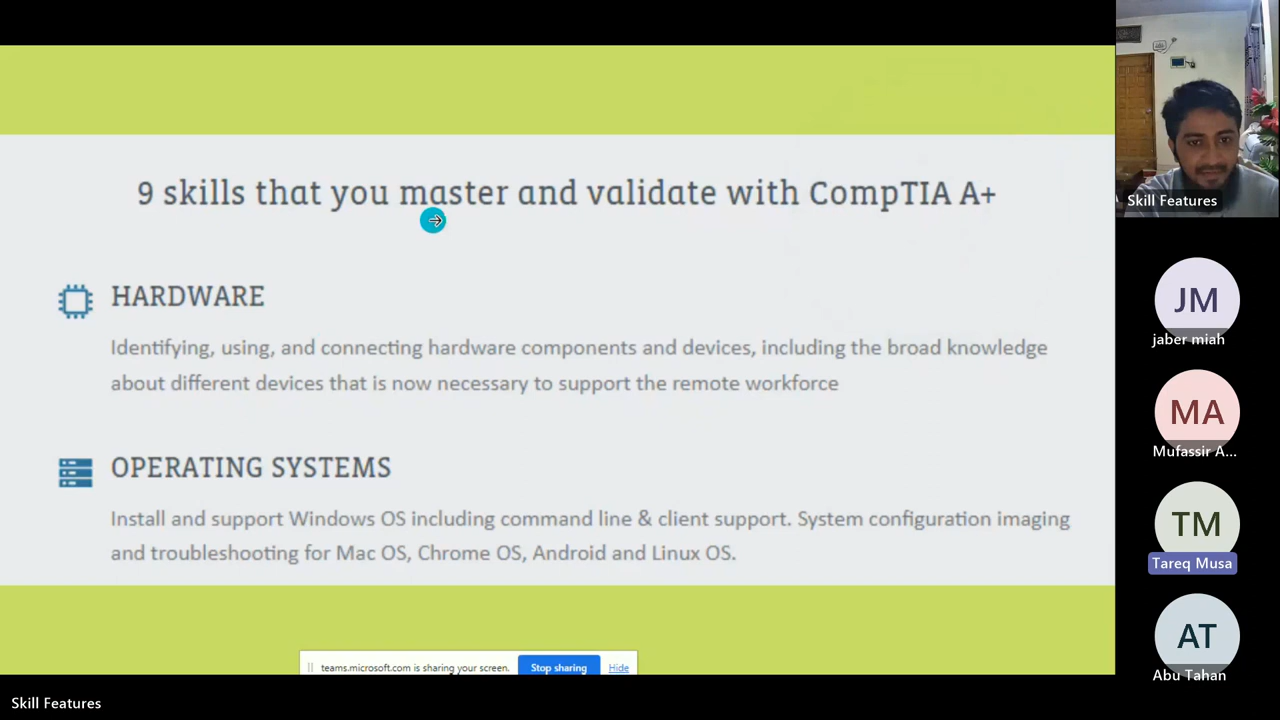 9 skills that you master and validate with CompTIA A+
HARDWARE
Identifying, using, and connecting hardware components and devices, including the broad knowledge
about different devices that is now necessary to support the remote workforce
OPERATING SYSTEMS
Install and support Windows OS including command line & client support. System configuration imaging
and troubleshooting for Mac OS, Chrome OS, Android and Linux OS.
teams.microsoft.com is sharing your screen.
Stop sharing
Hide
Skill Features
Skill Features
JM
jaber miah
MA
Mufassir A...
TM
Tareq Musa
AT
Abu Tahan